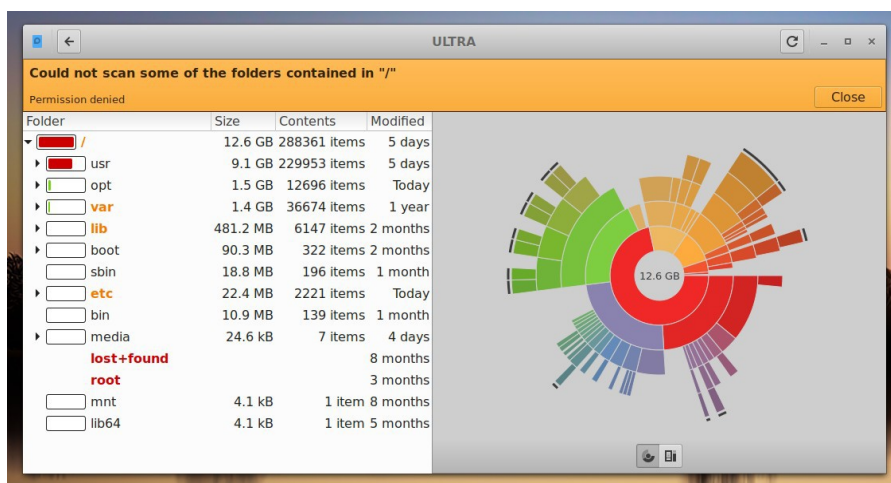 ULTRA
Could not scan some of the folders contained in "/"
Permission denied
Close
Folder Size Contents Modified
/ 12.6 GB 288361 items 5 days
usr 9.1 GB 229953 items 5 days
opt 1.5 GB 12696 items Today
var 1.4 GB 36674 items 1 year
lib 481.2 MB 6147 items 2 months
boot 90.3 MB 322 items 2 months
sbin 18.8 MB 196 items 1 month
etc 22.4 MB 2221 items Today
bin 10.9 MB 139 items 1 month
media 24.6 kB 7 items 4 days
lost+found 8 months
root 3 months
mnt 4.1 kB 1 item 8 months
lib64 4.1 kB 1 item 5 months
12.6 GB